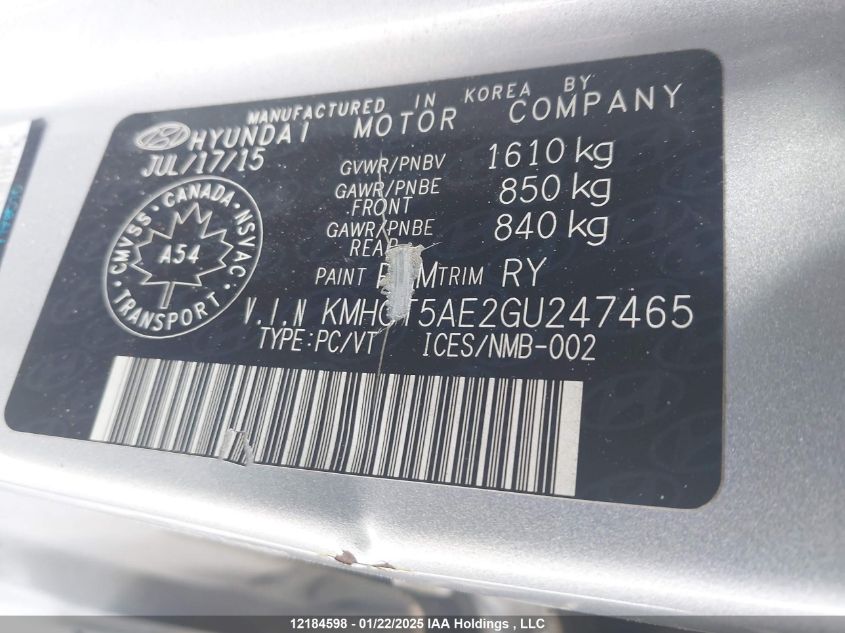 MANUFACTURED IN KOREA BY
HYUNDAI MOTOR COMPANY
JUL/17/15
GVWR/PNBV 1610 kg
GAWR/PNBE 850 kg
FRONT
GAWR/PNBE 840 kg
REAR
CMVSS · CANADA · NSVAC · TRANSPORT
A54
PAINT TRIM RY
V.I.N KMHCT5AE2GU247465
TYPE:PC/VT ICES/NMB-002
12184598 - 01/22/2025 IAA Holdings , LLC